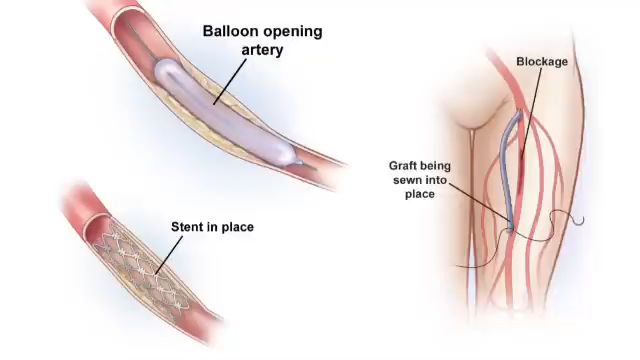 Balloon opening
artery
Stent in place
Blockage
Graft being
sewn into
place